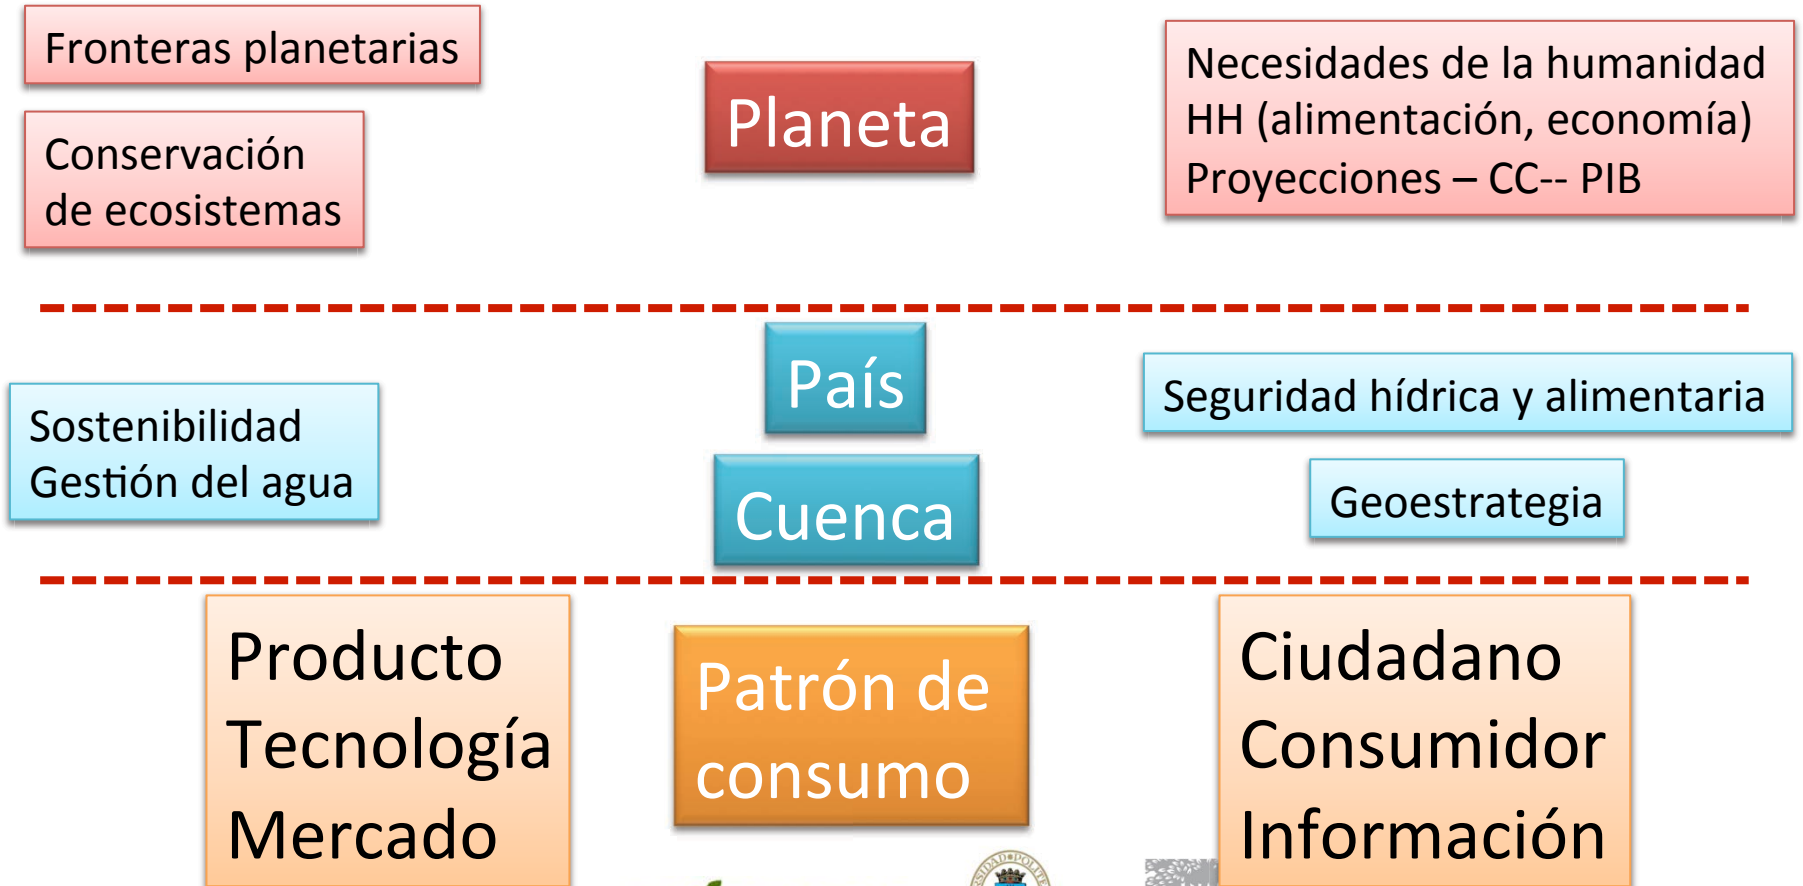 Fronteras planetarias
Conservación
de ecosistemas
Planeta
Necesidades de la humanidad
HH (alimentación, economía)
Proyecciones – CC-- PIB
Sostenibilidad
Gestión del agua
País
Cuenca
Seguridad hídrica y alimentaria
Geoestrategia
Producto
Tecnología
Mercado
Patrón de
consumo
Ciudadano
Consumidor
Información